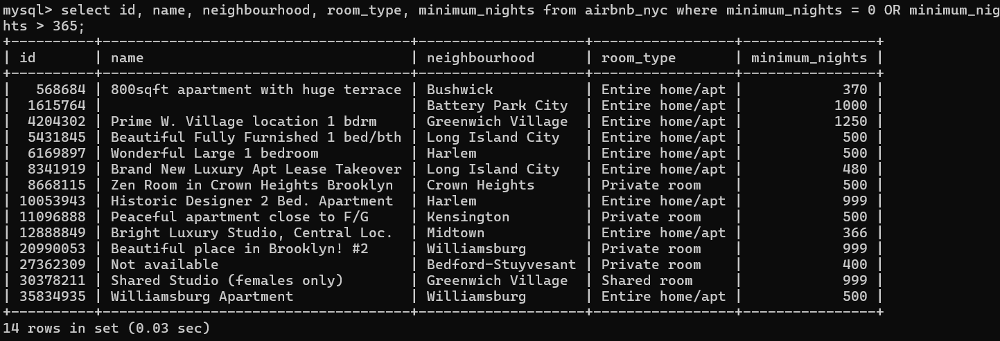 mysql> select id, name, neighbourhood, room_type, minimum_nights from airbnb_nyc where minimum_nights = 0 OR minimum_nig
hts > 365;
+----------+-------------------------------------+--------------------+-----------------+----------------+
| id       | name                                | neighbourhood      | room_type       | minimum_nights |
+----------+-------------------------------------+--------------------+-----------------+----------------+
|   568684 | 800sqft apartment with huge terrace | Bushwick           | Entire home/apt |            370 |
|  1615764 |                                     | Battery Park City  | Entire home/apt |           1000 |
|  4204302 | Prime W. Village location 1 bdrm    | Greenwich Village  | Entire home/apt |           1250 |
|  5431845 | Beautiful Fully Furnished 1 bed/bth | Long Island City   | Entire home/apt |            500 |
|  6169897 | Wonderful Large 1 bedroom           | Harlem             | Entire home/apt |            500 |
|  8341919 | Brand New Luxury Apt Lease Takeover | Long Island City   | Entire home/apt |            480 |
|  8668115 | Zen Room in Crown Heights Brooklyn  | Crown Heights      | Private room    |            500 |
| 10053943 | Historic Designer 2 Bed. Apartment  | Harlem             | Entire home/apt |            999 |
| 11096888 | Peaceful apartment close to F/G     | Kensington         | Private room    |            500 |
| 12888849 | Bright Luxury Studio, Central Loc.  | Midtown            | Entire home/apt |            366 |
| 20990053 | Beautiful place in Brooklyn! #2     | Williamsburg       | Private room    |            999 |
| 27362309 | Not available                       | Bedford-Stuyvesant | Private room    |            400 |
| 30378211 | Shared Studio (females only)        | Greenwich Village  | Shared room     |            999 |
| 35834935 | Williamsburg Apartment              | Williamsburg       | Entire home/apt |            500 |
+----------+-------------------------------------+--------------------+-----------------+----------------+
14 rows in set (0.03 sec)